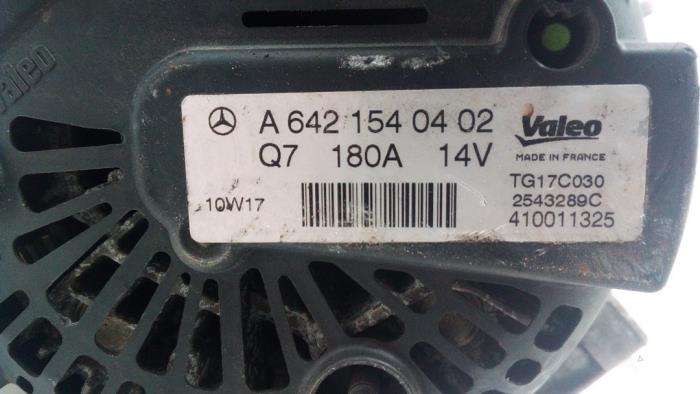 Valeo
A 642 154 04 02
Valeo
Q7 180A 14V
MADE IN FRANCE
TG17C030
10W17
2543289C
410011325